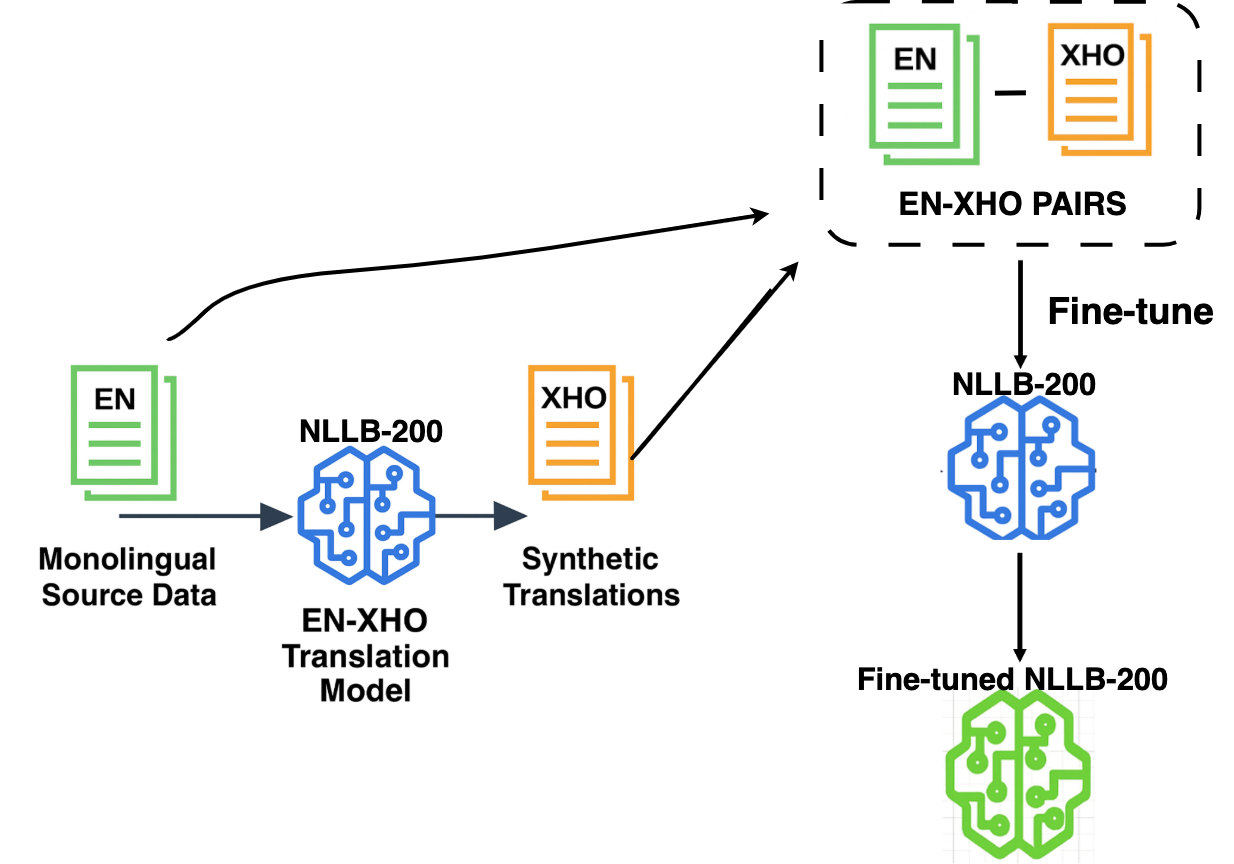 EN
XHO
EN-XHO PAIRS
Fine-tune
NLLB-200
EN
Monolingual
Source Data
NLLB-200
EN-XHO
Translation
Model
XHO
Synthetic
Translations
Fine-tuned NLLB-200